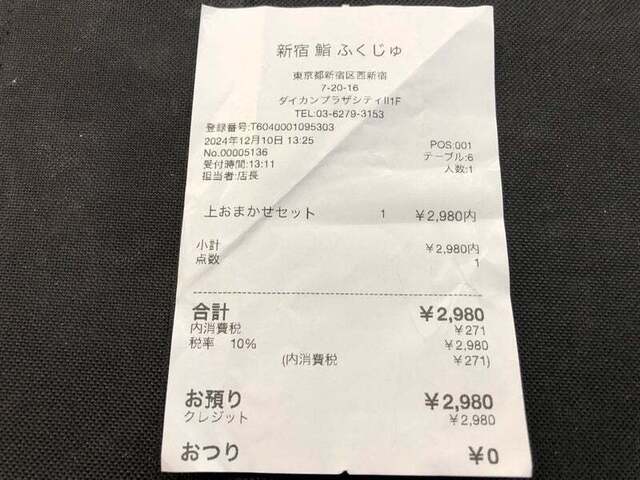 新宿 鮨 ふくじゅ
東京都新宿区西新宿
7-20-16
ダイカンプラザシティII1F
TEL:03-6279-3153
登録番号:T6040001095303
2024年12月10日 13:25 POS:001
No.00005136 テーブル:6
受付時間:13:11 人数:1
担当者:店長
上おまかせセット 1 ¥2,980内
小計 ¥2,980内
点数 1
合計 ¥2,980
内消費税 ¥271
税率 10% ¥2,980
(内消費税 ¥271)
お預り ¥2,980
クレジット ¥2,980
おつり ¥0